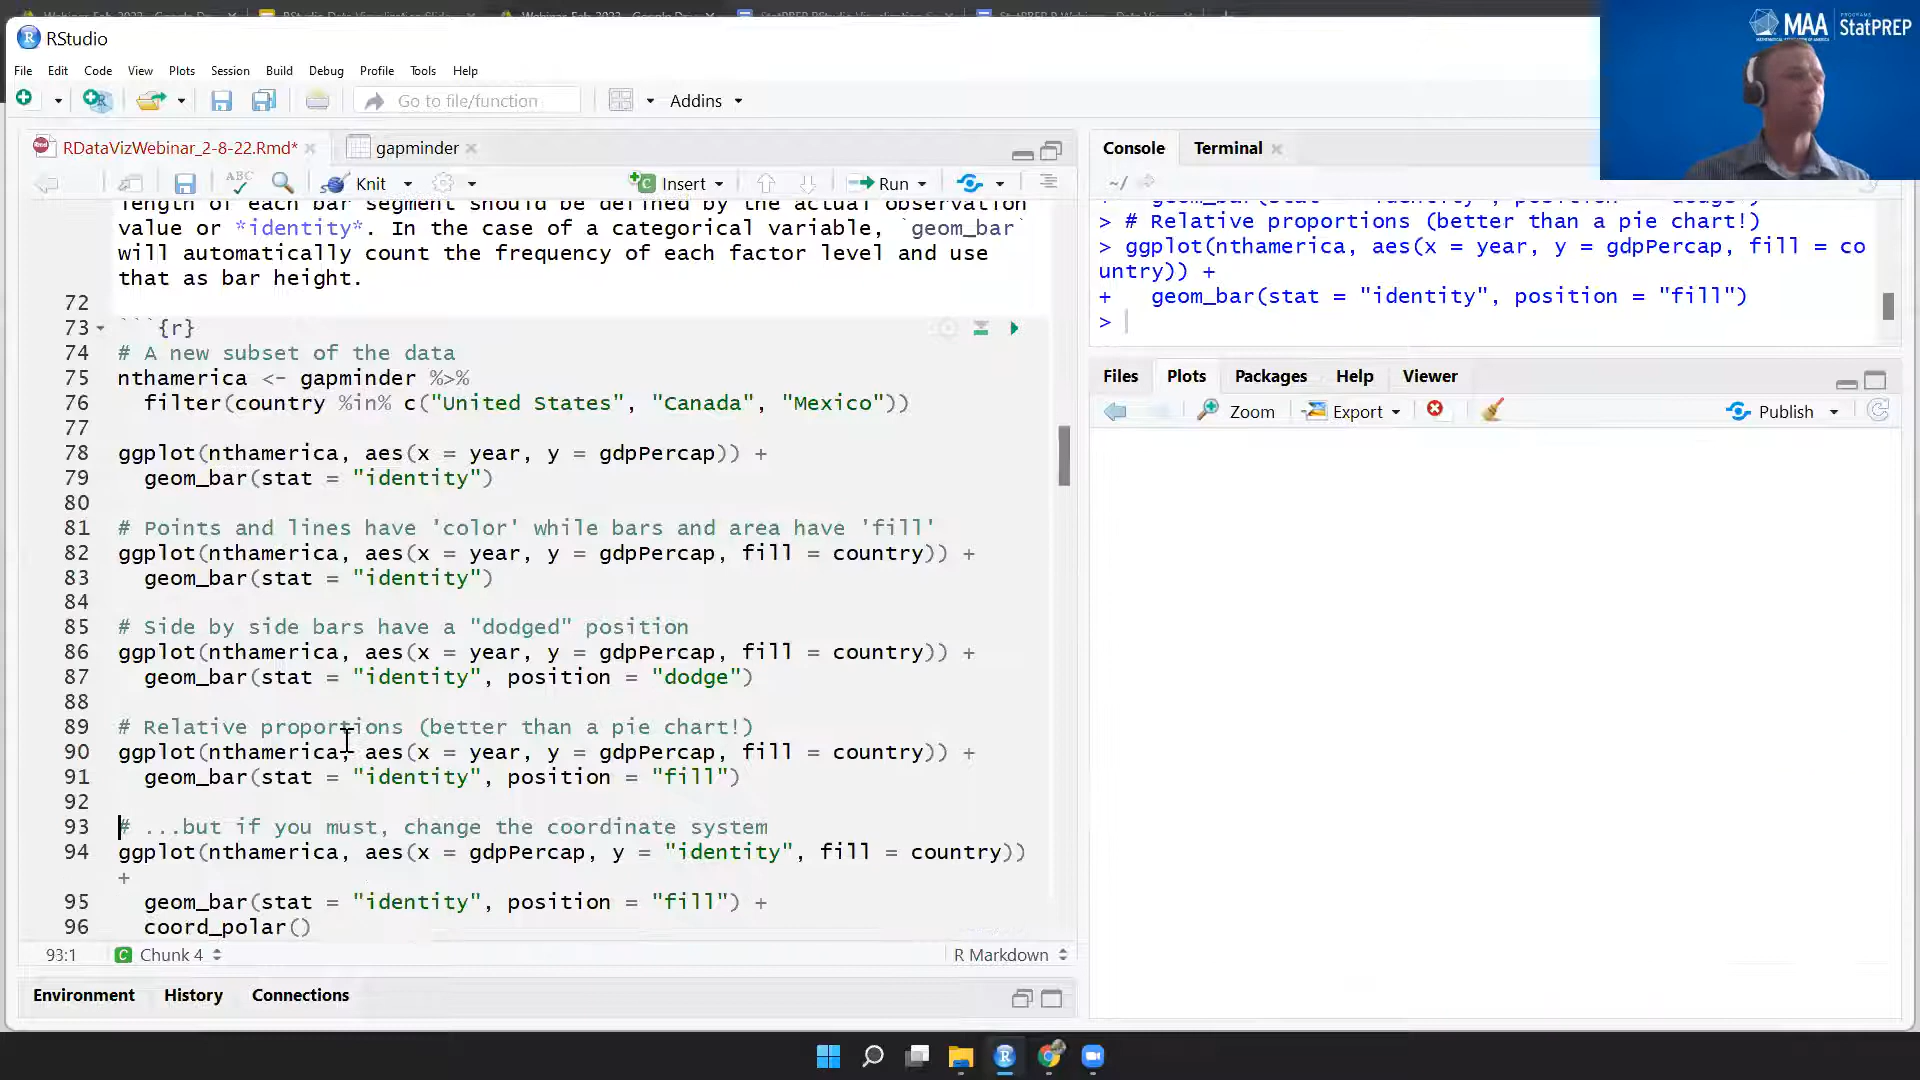 MAA
PROGRAMS
StatPREP
MATHEMATICAL ASSOCIATION OF AMERICA
RStudio
File Edit Code View Plots Session Build Debug Profile Tools Help
Go to file/function
Addins
RDataVizWebinar_2-8-22.Rmd*
gapminder
ABC
Knit
Insert
Run
length of each bar segment should be defined by the actual observation
value or *identity*. In the case of a categorical variable, `geom_bar`
will automatically count the frequency of each factor level and use
that as bar height.
72
73 ```{r}
74 # A new subset of the data
75 nthamerica <- gapminder %>%
76 filter(country %in% c("United States", "Canada", "Mexico"))
77
78 ggplot(nthamerica, aes(x = year, y = gdpPercap)) +
79 geom_bar(stat = "identity")
80
81 # Points and lines have 'color' while bars and area have 'fill'
82 ggplot(nthamerica, aes(x = year, y = gdpPercap, fill = country)) +
83 geom_bar(stat = "identity")
84
85 # Side by side bars have a "dodged" position
86 ggplot(nthamerica, aes(x = year, y = gdpPercap, fill = country)) +
87 geom_bar(stat = "identity", position = "dodge")
88
89 # Relative proportions (better than a pie chart!)
90 ggplot(nthamerica, aes(x = year, y = gdpPercap, fill = country)) +
91 geom_bar(stat = "identity", position = "fill")
92
93 # ...but if you must, change the coordinate system
94 ggplot(nthamerica, aes(x = gdpPercap, y = "identity", fill = country))
+
95 geom_bar(stat = "identity", position = "fill") +
96 coord_polar()
93:1 Chunk 4 R Markdown
Environment History Connections
Console Terminal
~/
geom_bar(stat = "identity", position = "dodge")
> # Relative proportions (better than a pie chart!)
> ggplot(nthamerica, aes(x = year, y = gdpPercap, fill = co
untry)) +
+ geom_bar(stat = "identity", position = "fill")
>
Files Plots Packages Help Viewer
Zoom Export Publish